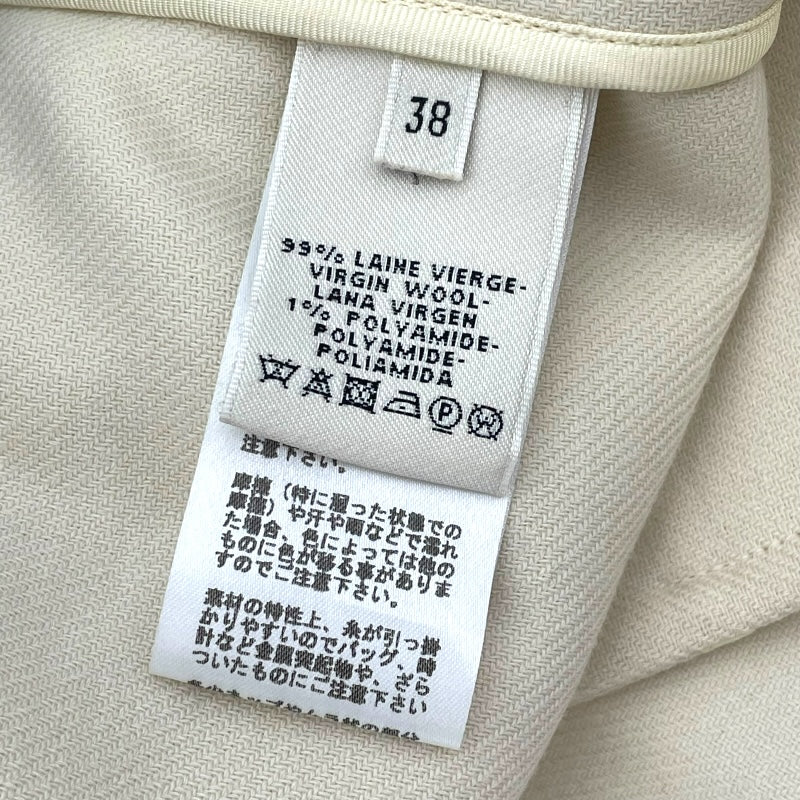 38
99% LAINE VIERGE-
VIRGIN WOOL-
LANA VIRGEN
1% POLYAMIDE-
POLYAMIDE-
POLIAMIDA
P
W
注意下さい。
摩擦（特に湿った状態での
摩擦）や汗や雨などで濡れ
た場合、色によっては他の
ものに色が移る事がありま
すのでご注意下さい。
素材の特性上、糸が引っ掛
かりやすいのでバッグ、時
計など金属突起物や、ざら
ついたものにご注意下さい